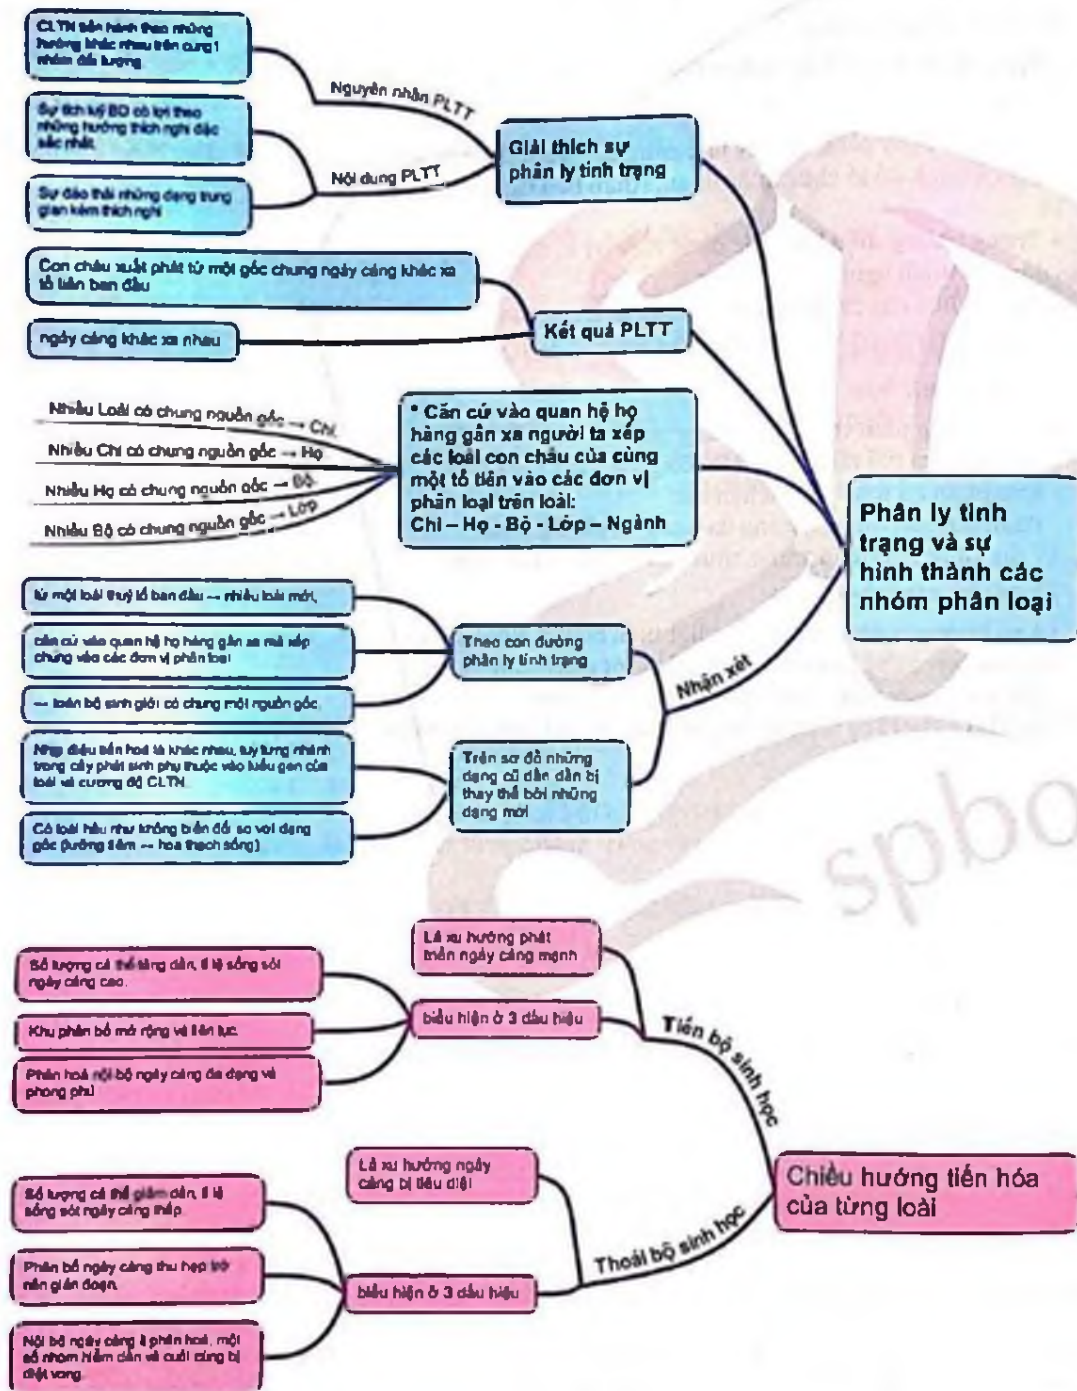 CLTN tiến hành theo những
hướng khác nhau trên cùng 1
nhóm đối tượng.
Nguyên nhân PLTT
Sự tích luỹ BD có lợi theo
những hướng thích nghi đặc
sắc nhất.
Nội dung PLTT
Sự đào thải những dạng trung
gian kém thích nghi
Giải thích sự
phân ly tính trạng
Con cháu xuất phát từ một gốc chung ngày càng khác xa
tổ tiên ban đầu
ngày càng khác xa nhau
Kết quả PLTT
Nhiều Loài có chung nguồn gốc → Chi.
Nhiều Chi có chung nguồn gốc → Họ
Nhiều Họ có chung nguồn gốc → Bộ.
Nhiều Bộ có chung nguồn gốc → Lớp
* Căn cứ vào quan hệ họ
hàng gần xa người ta xếp
các loài con cháu của cùng
một tổ tiên vào các đơn vị
phân loại trên loài:
Chi – Họ - Bộ - Lớp – Ngành
Phân ly tính
trạng và sự
hình thành các
nhóm phân loại
từ một loài thuỷ tổ ban đầu → nhiều loài mới,
căn cứ vào quan hệ họ hàng gần xa mà xếp
chúng vào các đơn vị phân loại
→ toàn bộ sinh giới có chung một nguồn gốc.
Theo con đường
phân ly tính trạng
Nhận xét
Nhịp điệu tiến hoá là khác nhau, tuỳ từng nhánh
trong cây phát sinh phụ thuộc vào kiểu gen của
loài và cường độ CLTN.
Có loài hầu như không biến đổi so với dạng
gốc (lưỡng tiêm → hoá thạch sống)
Trên sơ đồ những
dạng cũ dần dần bị
thay thế bởi những
dạng mới
spbo
Là xu hướng phát
triển ngày càng mạnh
Số lượng cá thể tăng dần, tỉ lệ sống sót
ngày càng cao.
Khu phân bố mở rộng và liên tục.
Phân hoá nội bộ ngày càng đa dạng và
phong phú
biểu hiện ở 3 dấu hiệu
Tiến bộ sinh học
Là xu hướng ngày
càng bị tiêu diệt
Số lượng cá thể giảm dần, tỉ lệ
sống sót ngày càng thấp.
Phân bố ngày càng thu hẹp trở
nên gián đoạn.
Nội bộ ngày càng ít phân hoá, một
số nhóm hiếm dần và cuối cùng bị
diệt vong.
biểu hiện ở 3 dấu hiệu
Thoái bộ sinh học
Chiều hướng tiến hóa
của từng loài